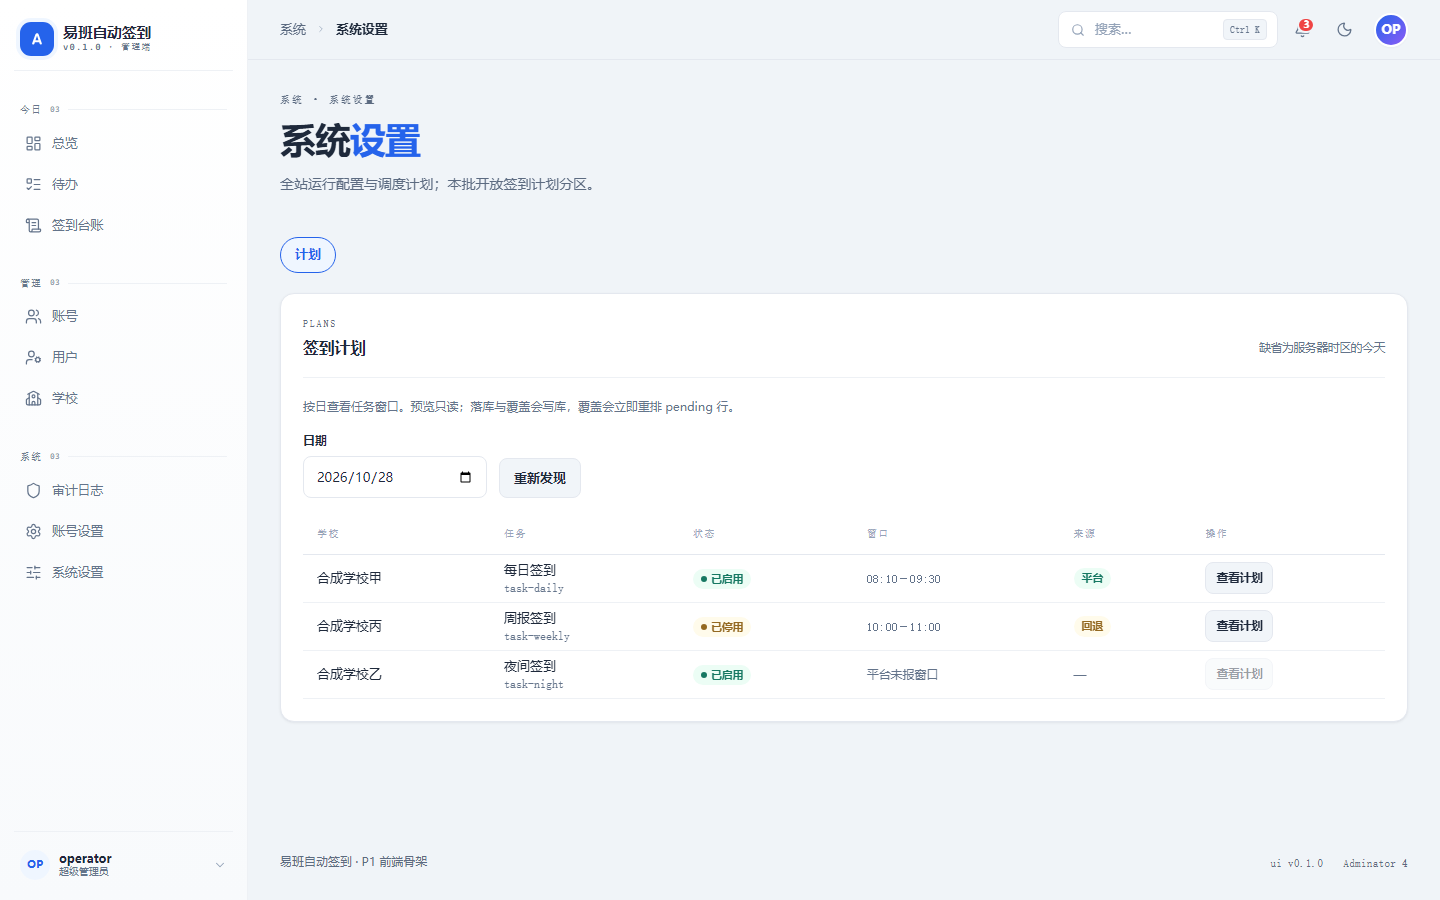 A
易班自动签到
v0.1.0 · 管理端
今日 03
总览
待办
签到台账
管理 03
账号
用户
学校
系统 03
审计日志
账号设置
系统设置
OP
operator
超级管理员
系统 › 系统设置
搜索... Ctrl K
3
OP
系统 · 系统设置
系统设置
全站运行配置与调度计划；本批开放签到计划分区。
计划
PLANS
签到计划
缺省为服务器时区的今天
按日查看任务窗口。预览只读；落库与覆盖会写库，覆盖会立即重排 pending 行。
日期
2026/10/28
重新发现
学校 任务 状态 窗口 来源 操作
合成学校甲 每日签到 已启用 08:10—09:30 平台 查看计划
task-daily
合成学校丙 周报签到 已停用 10:00—11:00 回退 查看计划
task-weekly
合成学校乙 夜间签到 已启用 平台未报窗口 — 查看计划
task-night
易班自动签到 · P1 前端骨架
ui v0.1.0 Adminator 4